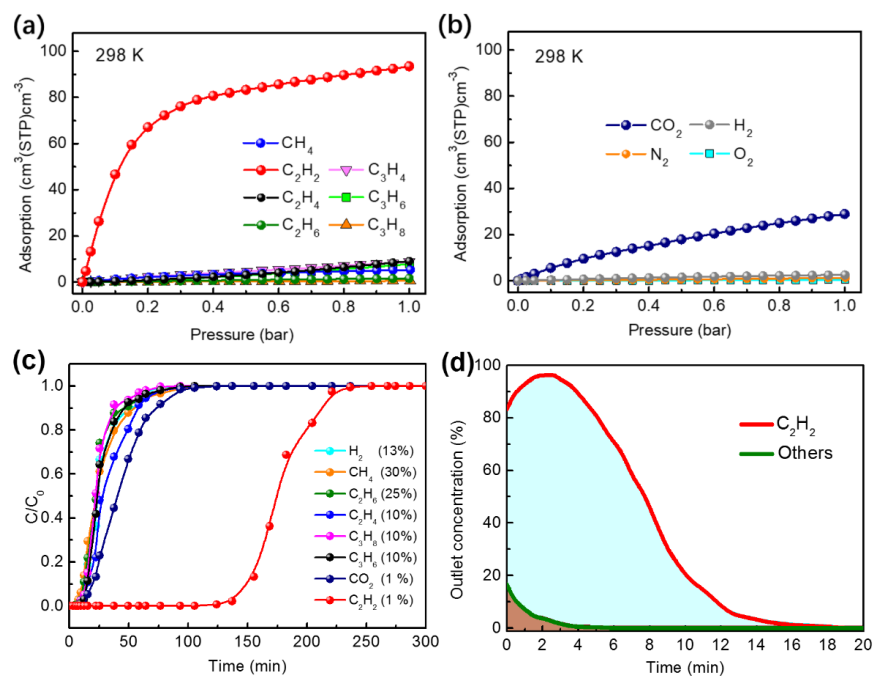 (a)
298 K
Adsorption (cm³(STP)cm⁻³)
100
80
60
40
20
0
CH₄
C₂H₂
C₃H₄
C₂H₄
C₃H₆
C₂H₆
C₃H₈
0.0 0.2 0.4 0.6 0.8 1.0
Pressure (bar)
(b)
298 K
Adsorption (cm³(STP)cm⁻³)
100
80
60
40
20
0
CO₂ H₂
N₂ O₂
0.0 0.2 0.4 0.6 0.8 1.0
Pressure (bar)
(c)
C/C₀
1.0
0.8
0.6
0.4
0.2
0.0
H₂ (13%)
CH₄ (30%)
C₂H₆ (25%)
C₂H₄ (10%)
C₃H₈ (10%)
C₃H₆ (10%)
CO₂ (1 %)
C₂H₂ (1 %)
0 50 100 150 200 250 300
Time (min)
(d)
Outlet concentration (%)
100
80
60
40
20
0
C₂H₂
Others
0 2 4 6 8 10 12 14 16 18 20
Time (min)